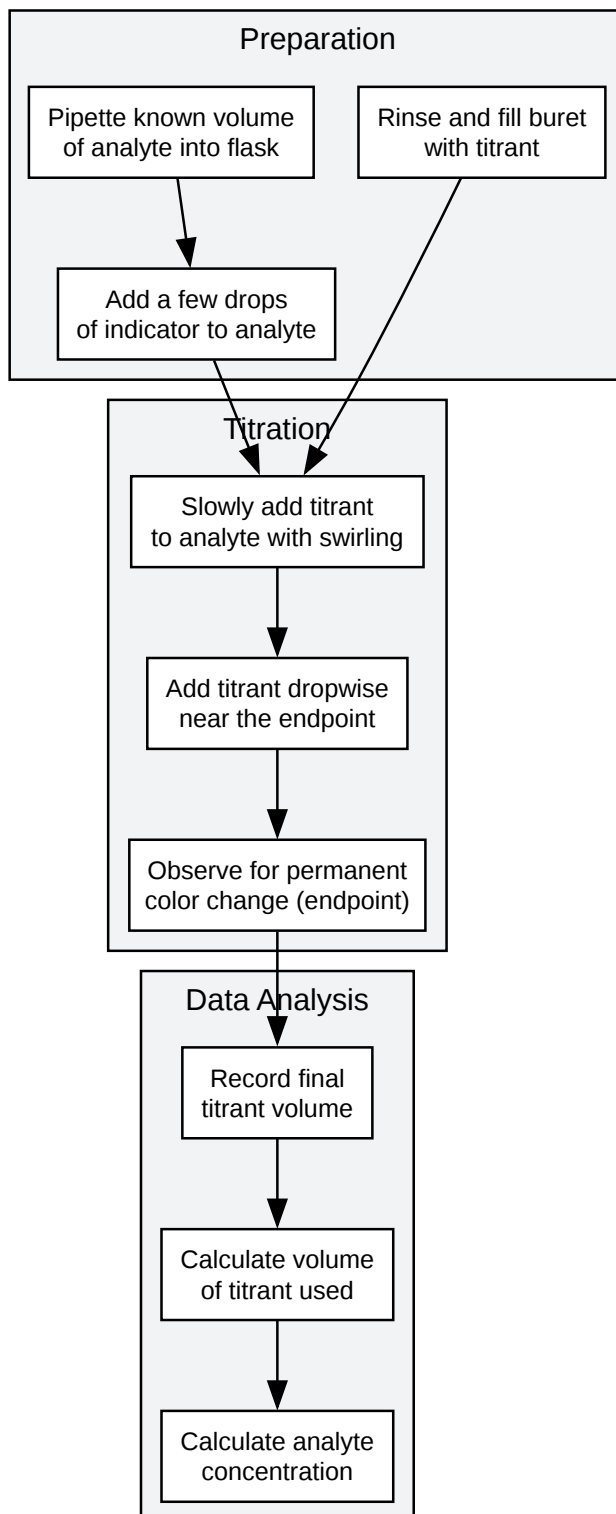 Preparation
Pipette known volume
of analyte into flask
Rinse and fill buret
with titrant
Add a few drops
of indicator to analyte
Titration
Slowly add titrant
to analyte with swirling
Add titrant dropwise
near the endpoint
Observe for permanent
color change (endpoint)
Data Analysis
Record final
titrant volume
Calculate volume
of titrant used
Calculate analyte
concentration